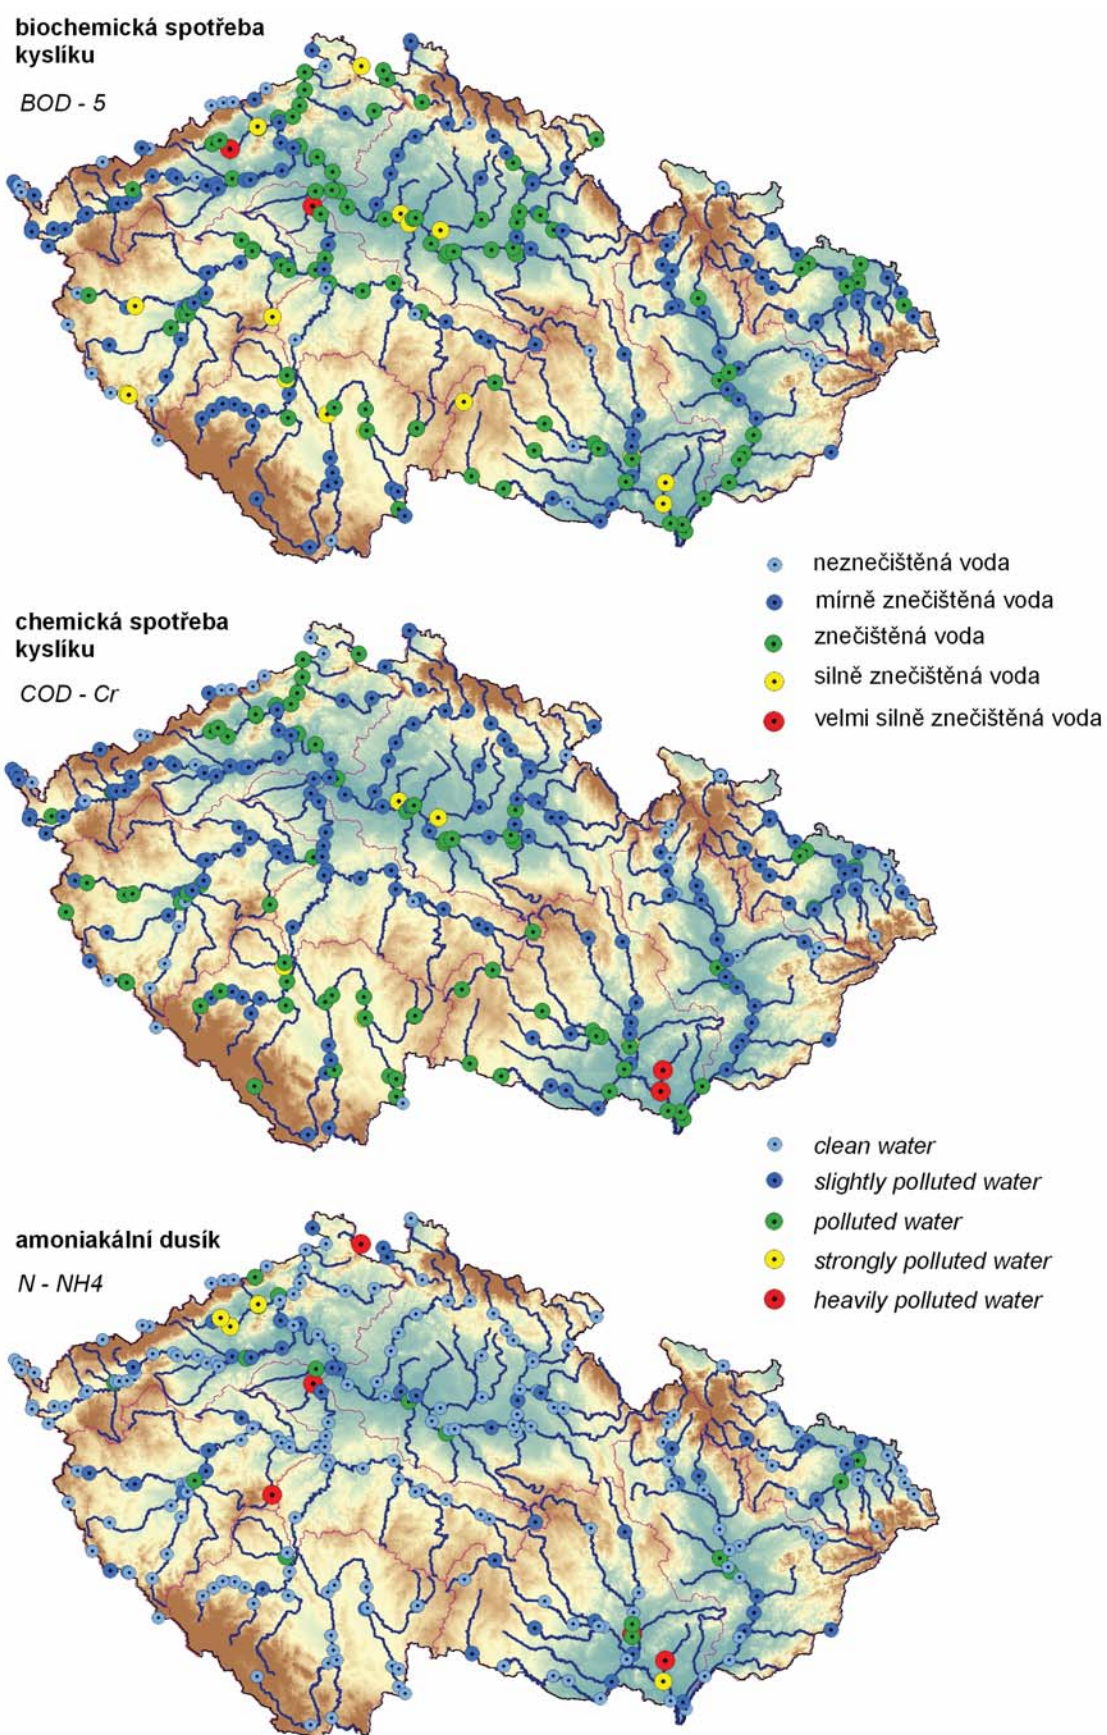 biochemická spotřeba
kyslíku
BOD - 5
neznečištěná voda
mírně znečištěná voda
znečištěná voda
silně znečištěná voda
velmi silně znečištěná voda
chemická spotřeba
kyslíku
COD - Cr
clean water
slightly polluted water
polluted water
strongly polluted water
heavily polluted water
amoniakální dusík
N - NH4